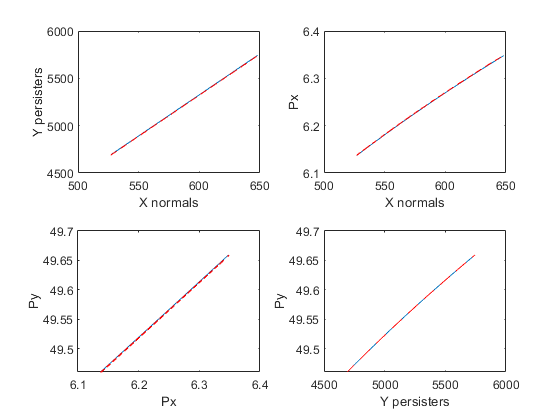 6000
5500
5000
4500
Y persisters
500 550 600 650
X normals
6.4
6.3
6.2
6.1
Px
500 550 600 650
X normals
49.7
49.65
49.6
49.55
49.5
Py
6.1 6.2 6.3 6.4
Px
49.7
49.65
49.6
49.55
49.5
Py
4500 5000 5500 6000
Y persisters